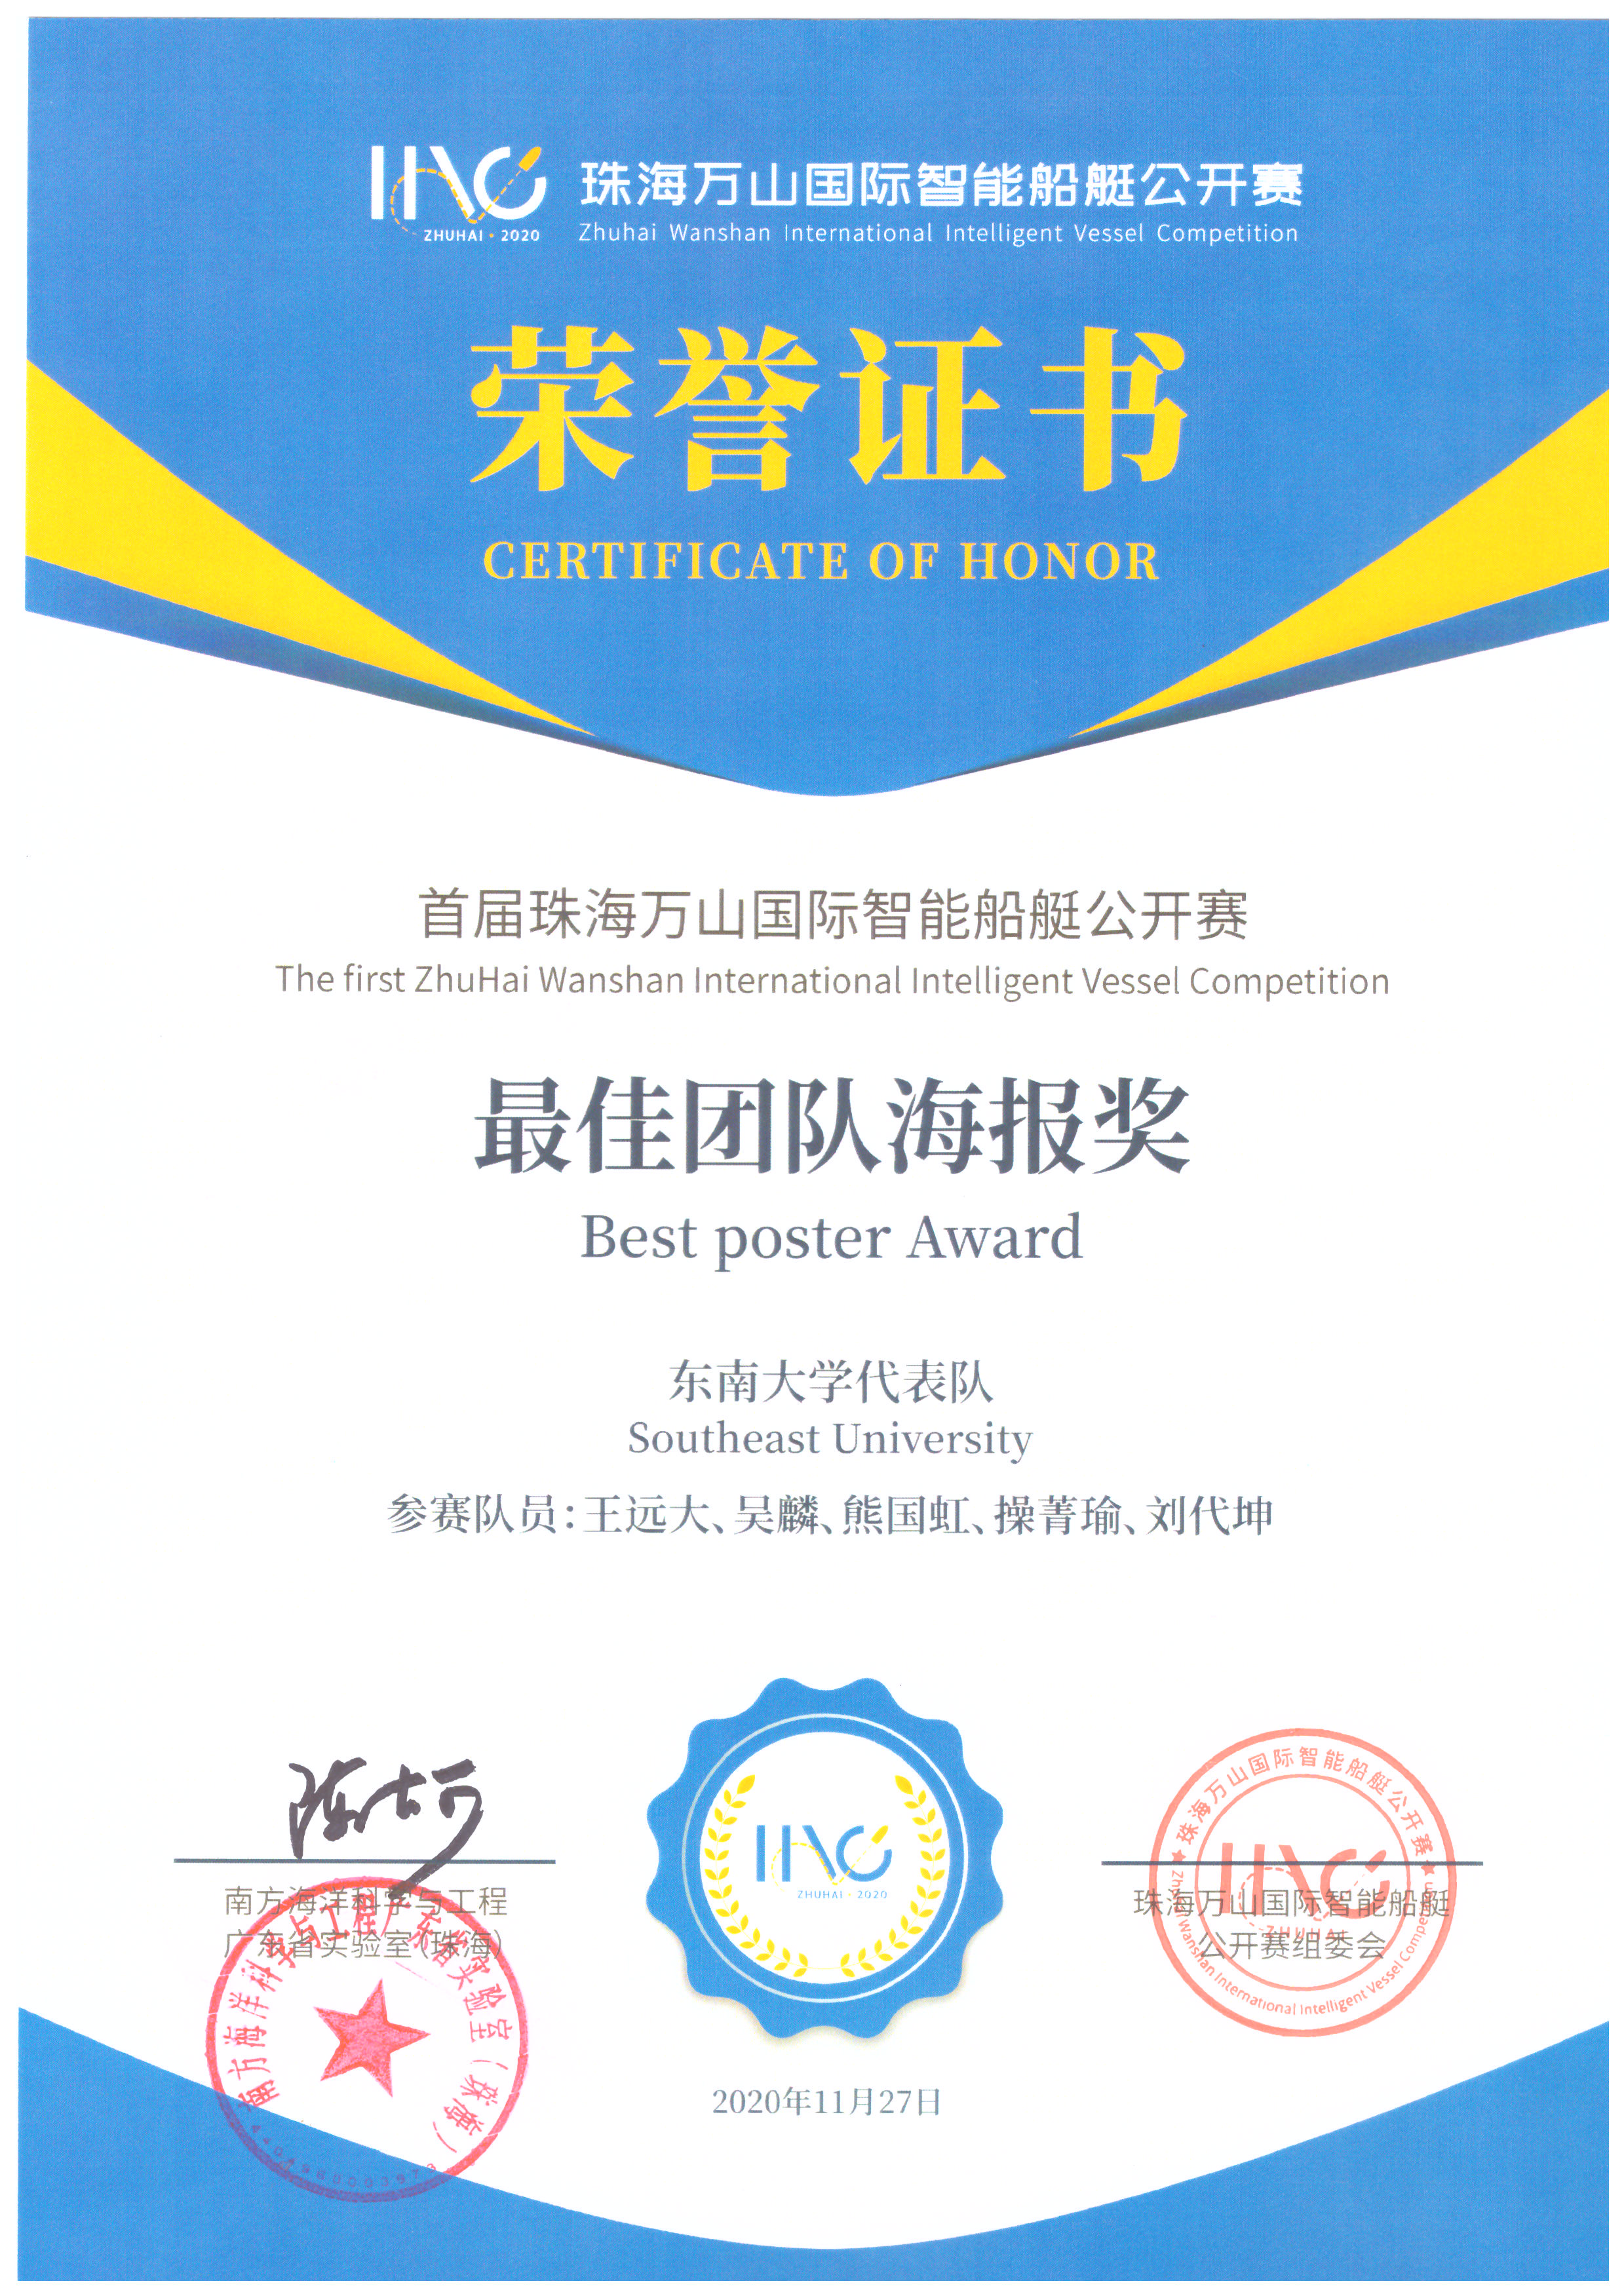 珠海万山国际智能船艇公开赛
ZHUHAI · 2020
Zhuhai Wanshan International Intelligent Vessel Competition
荣誉证书
CERTIFICATE OF HONOR
首届珠海万山国际智能船艇公开赛
The first ZhuHai Wanshan International Intelligent Vessel Competition
最佳团队海报奖
Best poster Award
东南大学代表队
Southeast University
参赛队员:王远大、吴麟、熊国虹、操菁瑜、刘代坤
ZHUHAI · 2020
南方海洋科学与工程
广东省实验室(珠海)
南方海洋科学与工程广东省实验室(珠海)
珠海万山国际智能船艇公开赛
ZHUHAI
Zhuhai Wanshan International Intelligent Vessel Competition
珠海万山国际智能船艇
公开赛组委会
2020年11月27日